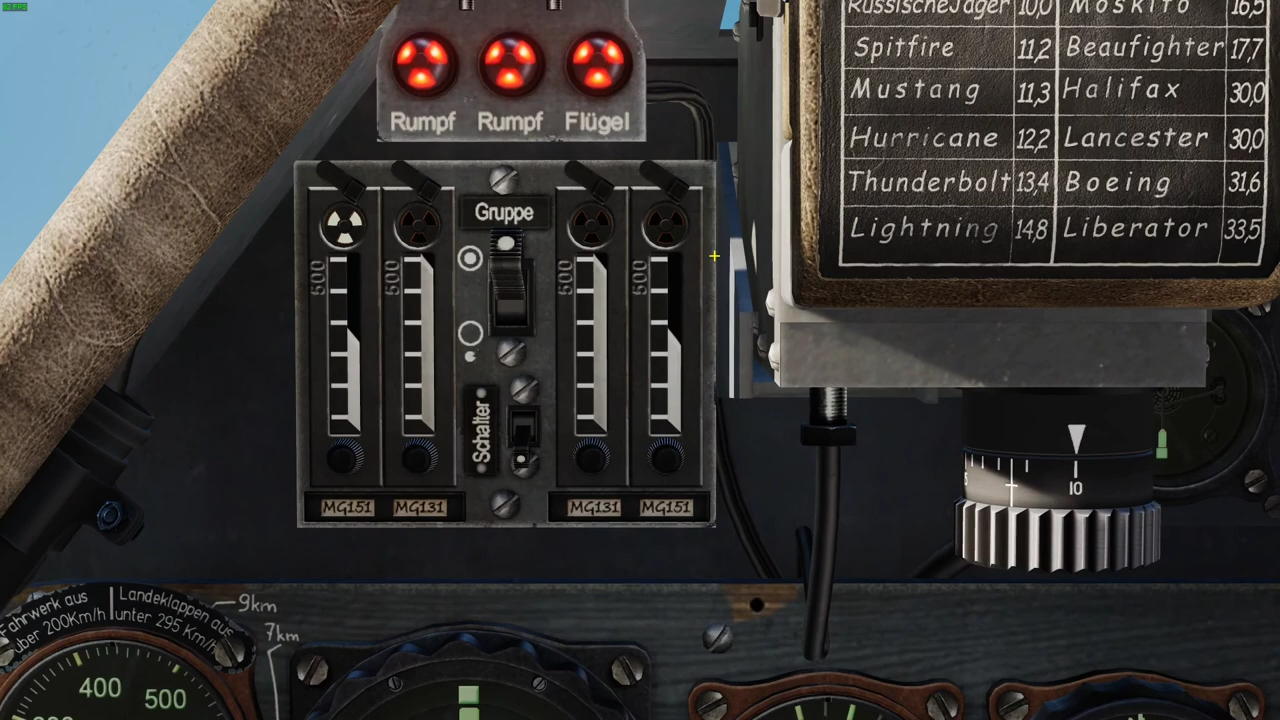 RussischeJäger 10,0 Moskito 16,5
Spitfire 11,2 Beaufighter 17,7
Mustang 11,3 Halifax 30,0
Hurricane 12,2 Lancester 30,0
Thunderbolt 13,4 Boeing 31,6
Lightning 14,8 Liberator 33,5
Rumpf Rumpf Flügel
Gruppe
500 500 500 500
Schalter
MG151 MG131 MG131 MG151
10
Fahrwerk aus
über 200Km/h
Landeklappen aus
unter 295 Km/h
9km
7km
400 500